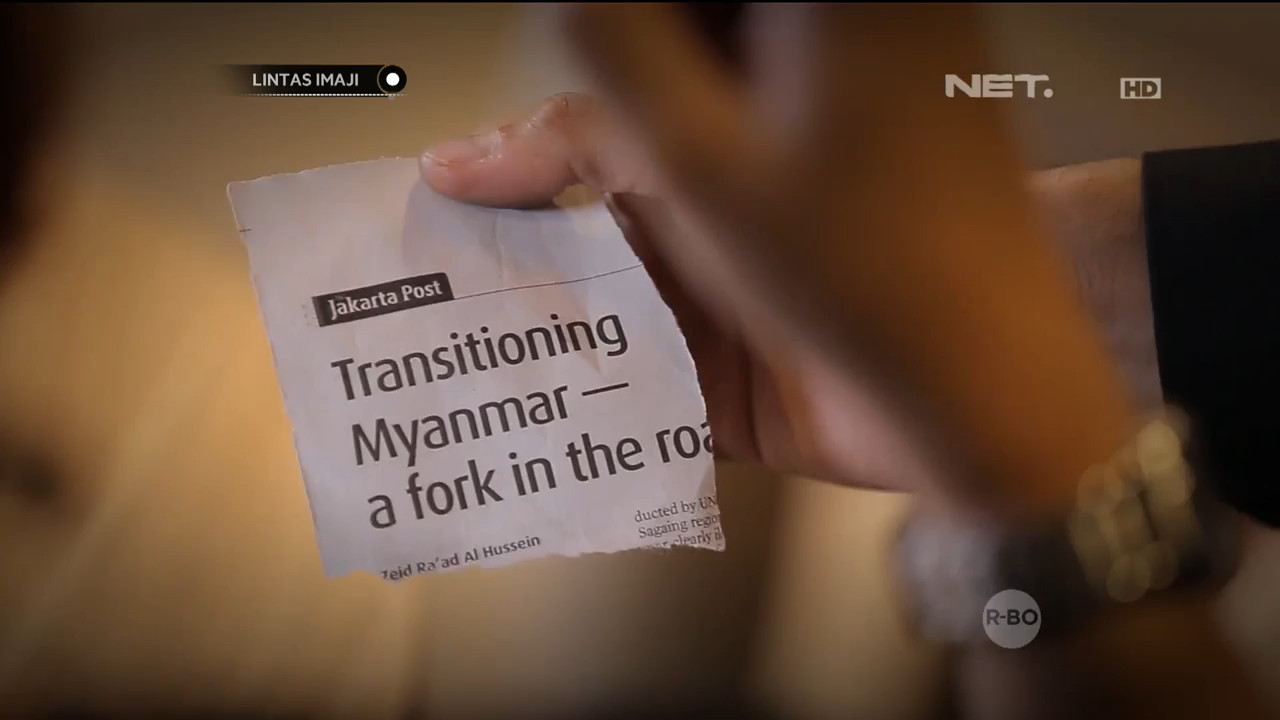 LINTAS IMAJI
NET.
HD
Jakarta Post
Transitioning
Myanmar —
a fork in the roa
Zeid Ra'ad Al Hussein
ducted by UN
Sagaing regio
clearly
R-BO